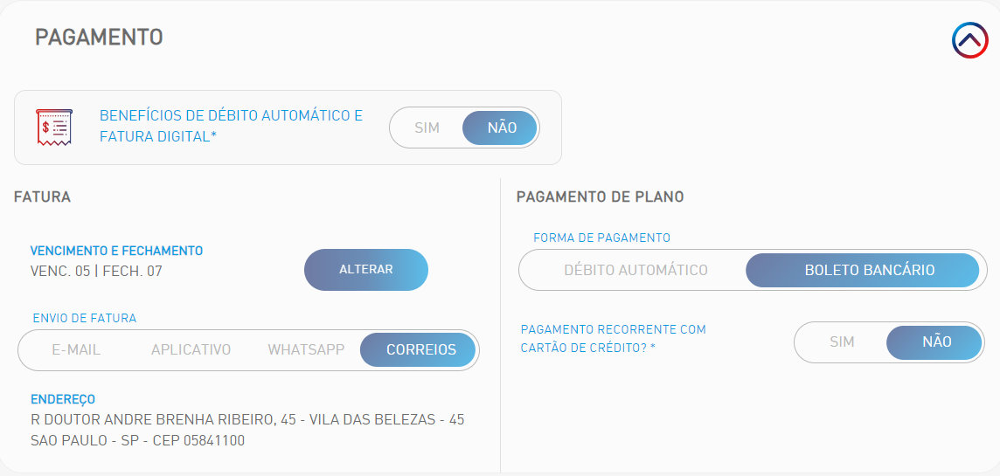 PAGAMENTO
BENEFÍCIOS DE DÉBITO AUTOMÁTICO E
FATURA DIGITAL*
SIM NÃO
FATURA
VENCIMENTO E FECHAMENTO
VENC. 05 | FECH. 07
ALTERAR
ENVIO DE FATURA
E-MAIL APLICATIVO WHATSAPP CORREIOS
ENDEREÇO
R DOUTOR ANDRE BRENHA RIBEIRO, 45 - VILA DAS BELEZAS - 45
SAO PAULO - SP - CEP 05841100
PAGAMENTO DE PLANO
FORMA DE PAGAMENTO
DÉBITO AUTOMÁTICO BOLETO BANCÁRIO
PAGAMENTO RECORRENTE COM
CARTÃO DE CRÉDITO? *
SIM NÃO